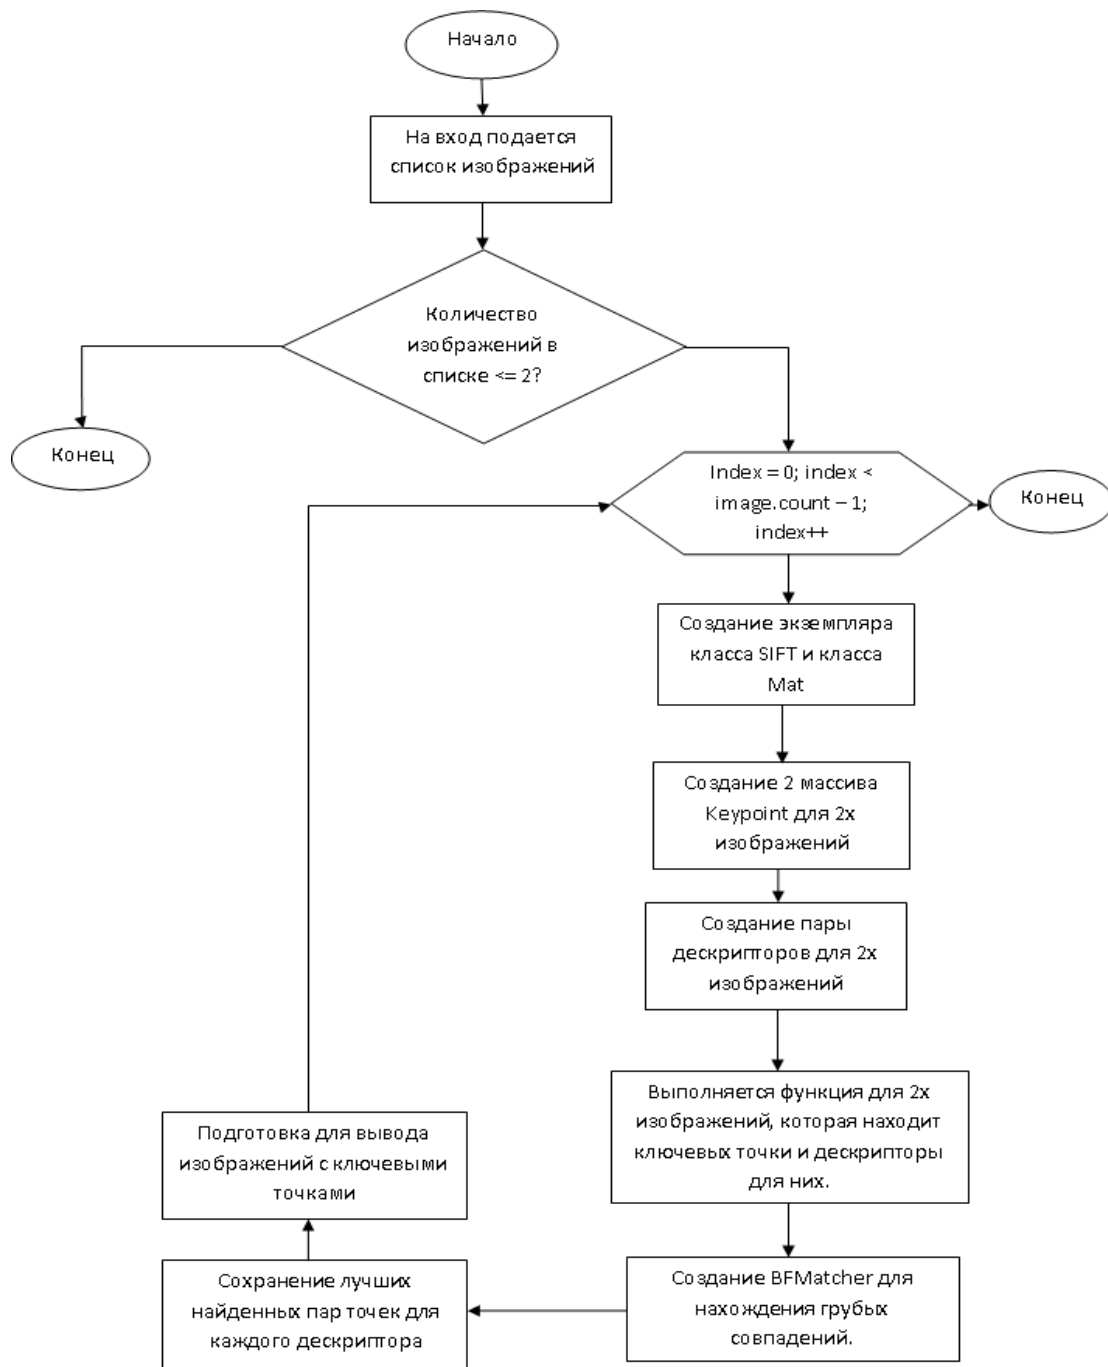 Начало
На вход подается
список изображений
Количество
изображений в
списке <= 2?
Конец
Index = 0; index <
image.count – 1;
index++
Конец
Создание экземпляра
класса SIFT и класса
Mat
Создание 2 массива
Keypoint для 2х
изображений
Создание пары
дескрипторов для 2х
изображений
Выполняется функция для 2х
изображений, которая находит
ключевых точки и дескрипторы
для них.
Создание BFMatcher для
нахождения грубых
совпадений.
Сохранение лучших
найденных пар точек для
каждого дескриптора
Подготовка для вывода
изображений с ключевыми
точками